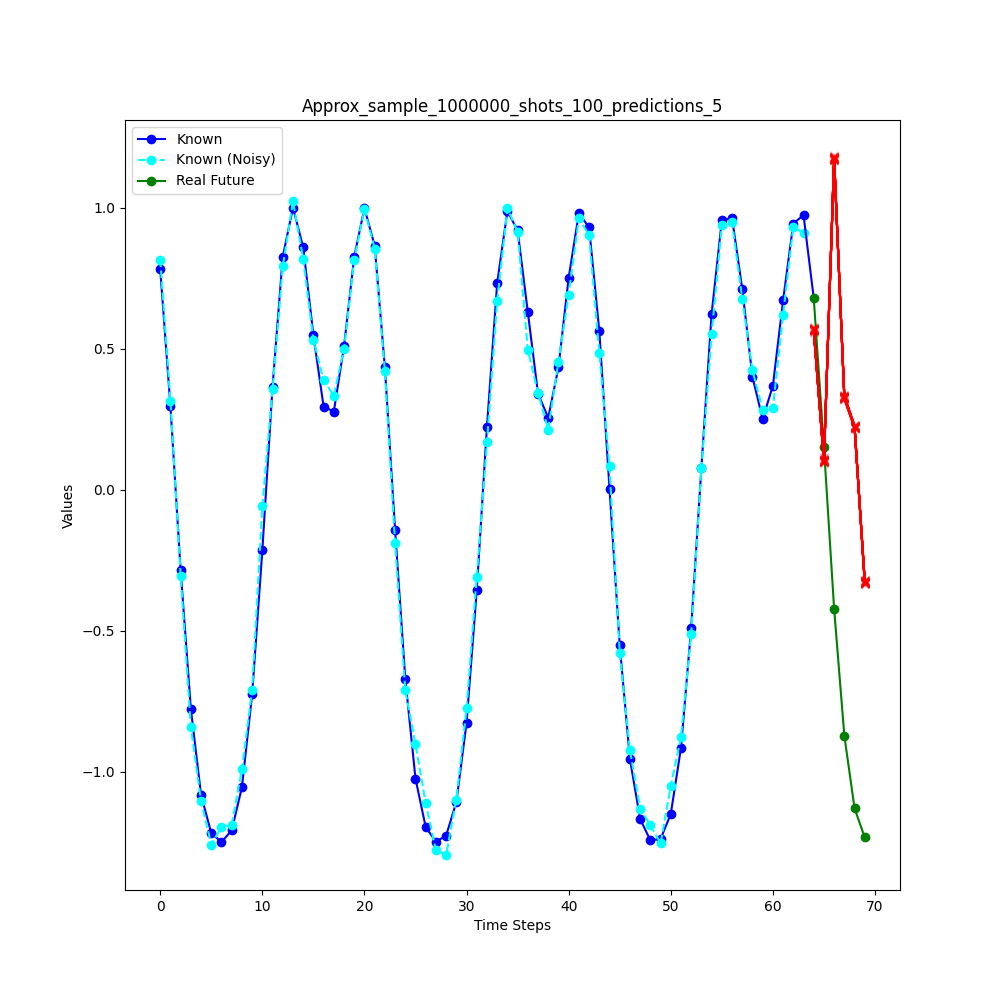 Approx_sample_1000000_shots_100_predictions_5
Known
Known (Noisy)
Real Future
1.0
0.5
0.0
−0.5
−1.0
Values
0 10 20 30 40 50 60 70
Time Steps